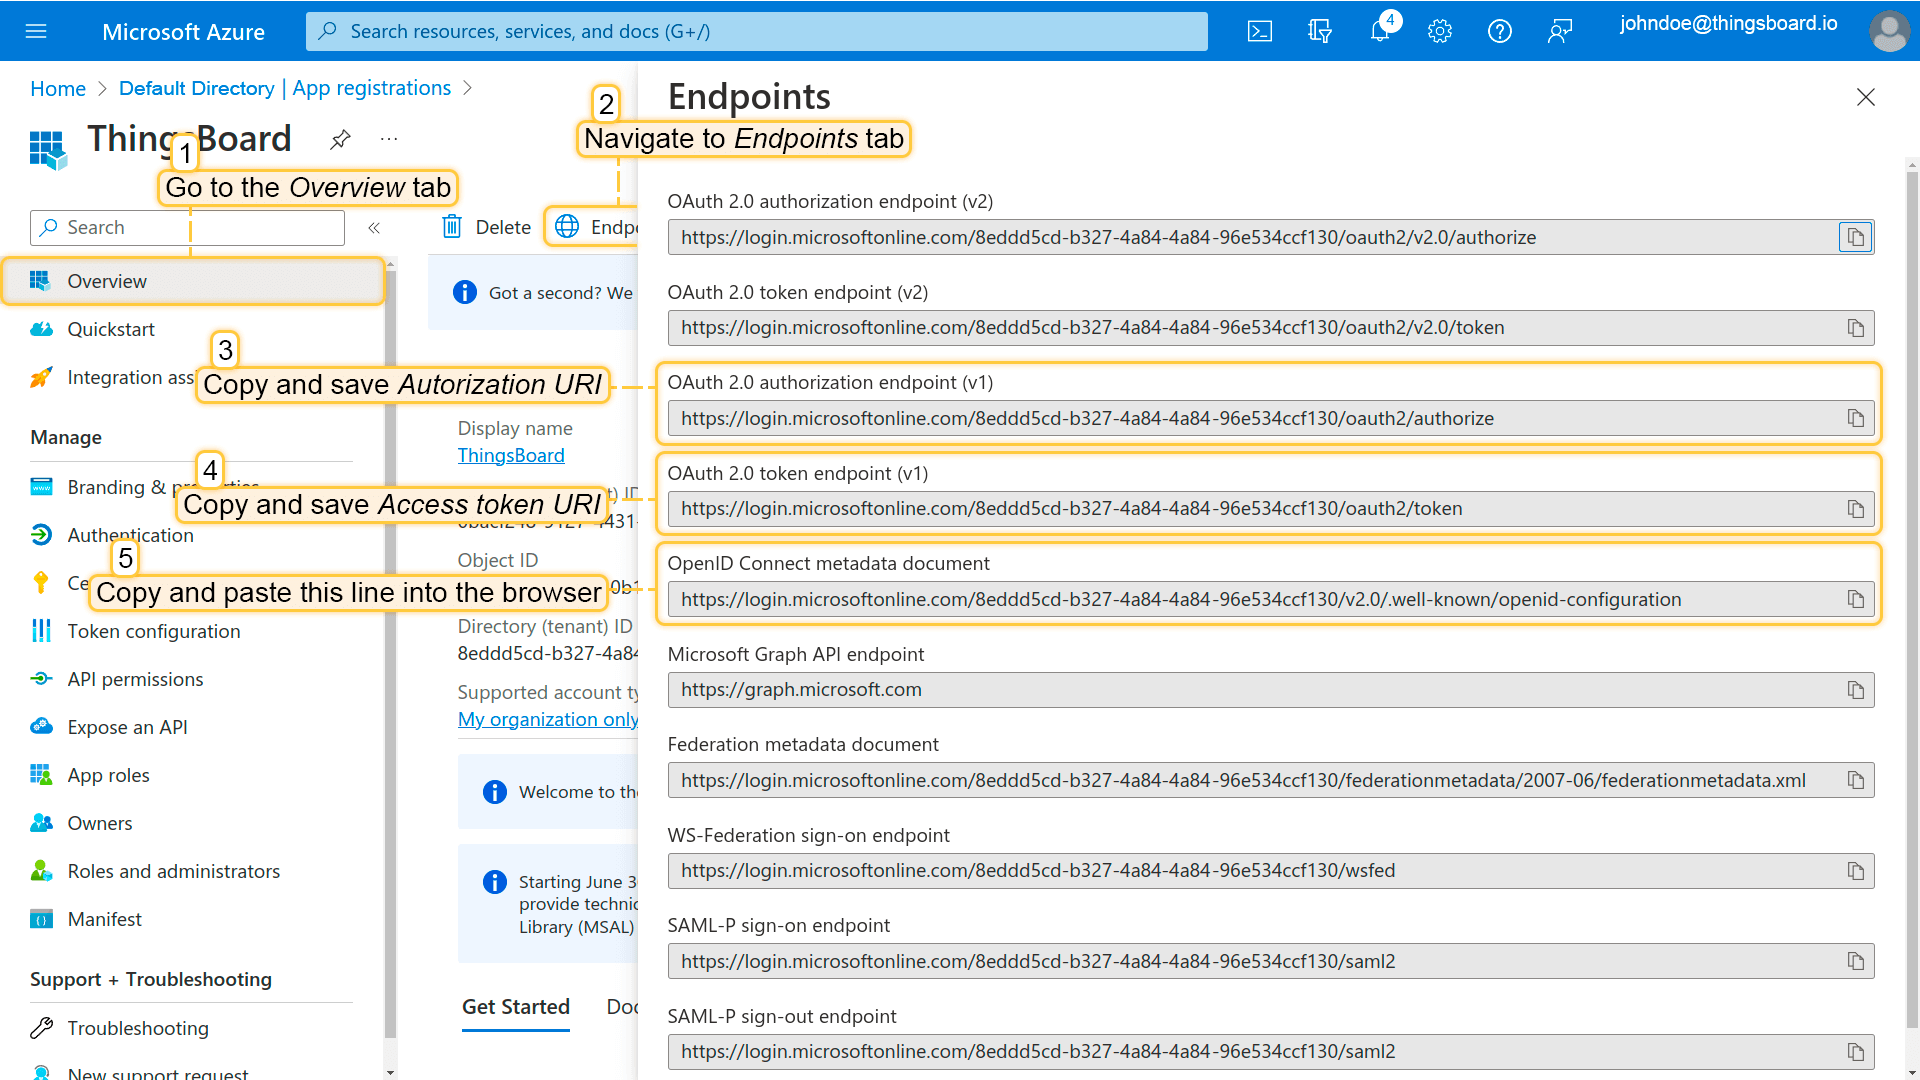 Microsoft Azure
Search resources, services, and docs (G+/)
4
johndoe@thingsboard.io
Home > Default Directory | App registrations >
ThingsBoard
...
1
Go to the Overview tab
Search
«
Overview
Quickstart
Integration ass
Manage
Branding & properties
Authentication
Ce
Token configuration
API permissions
Expose an API
App roles
Owners
Roles and administrators
Manifest
Support + Troubleshooting
Troubleshooting
New support request
2
Navigate to Endpoints tab
Delete
Endpo
Got a second? We
3
Copy and save Autorization URI
Display name
ThingsBoard
4
Copy and save Access token URI
5
Copy and paste this line into the browser
Object ID
Directory (tenant) ID
8eddd5cd-b327-4a84
Supported account ty
My organization only
Welcome to the
Starting June 3
provide technic
Library (MSAL)
Get Started
Doc
Endpoints
OAuth 2.0 authorization endpoint (v2)
https://login.microsoftonline.com/8eddd5cd-b327-4a84-4a84-96e534ccf130/oauth2/v2.0/authorize
OAuth 2.0 token endpoint (v2)
https://login.microsoftonline.com/8eddd5cd-b327-4a84-4a84-96e534ccf130/oauth2/v2.0/token
OAuth 2.0 authorization endpoint (v1)
https://login.microsoftonline.com/8eddd5cd-b327-4a84-4a84-96e534ccf130/oauth2/authorize
OAuth 2.0 token endpoint (v1)
https://login.microsoftonline.com/8eddd5cd-b327-4a84-4a84-96e534ccf130/oauth2/token
OpenID Connect metadata document
https://login.microsoftonline.com/8eddd5cd-b327-4a84-4a84-96e534ccf130/v2.0/.well-known/openid-configuration
Microsoft Graph API endpoint
https://graph.microsoft.com
Federation metadata document
https://login.microsoftonline.com/8eddd5cd-b327-4a84-4a84-96e534ccf130/federationmetadata/2007-06/federationmetadata.xml
WS-Federation sign-on endpoint
https://login.microsoftonline.com/8eddd5cd-b327-4a84-4a84-96e534ccf130/wsfed
SAML-P sign-on endpoint
https://login.microsoftonline.com/8eddd5cd-b327-4a84-4a84-96e534ccf130/saml2
SAML-P sign-out endpoint
https://login.microsoftonline.com/8eddd5cd-b327-4a84-4a84-96e534ccf130/saml2